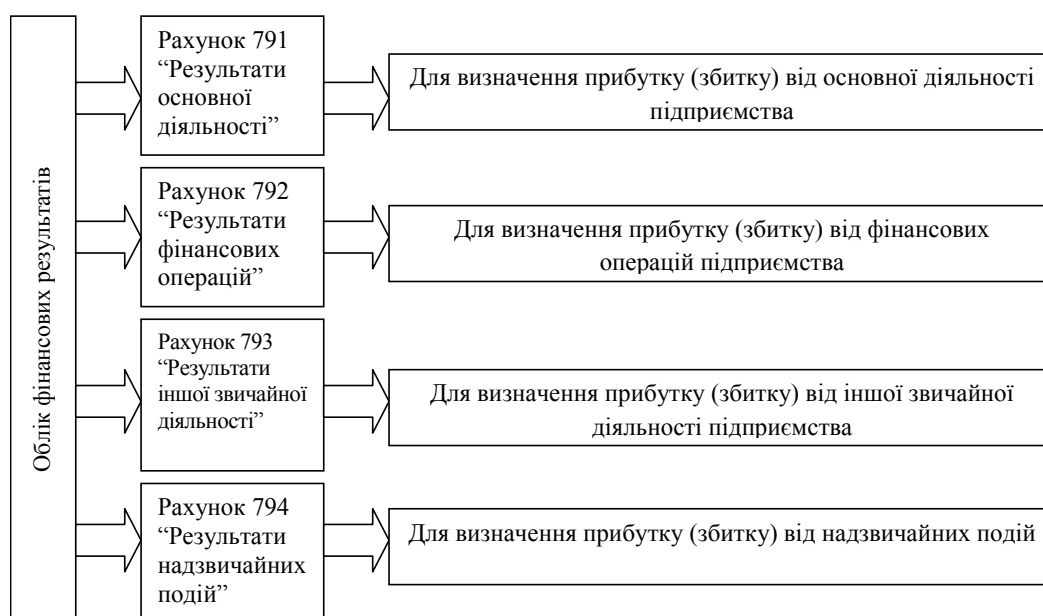 Облік фінансових результатів
Рахунок 791
“Результати
основної
діяльності”
Для визначення прибутку (збитку) від основної діяльності
підприємства
Рахунок 792
“Результати
фінансових
операцій”
Для визначення прибутку (збитку) від фінансових
операцій підприємства
Рахунок 793
“Результати
іншої звичайної
діяльності”
Для визначення прибутку (збитку) від іншої звичайної
діяльності підприємства
Рахунок 794
“Результати
надзвичайних
подій”
Для визначення прибутку (збитку) від надзвичайних подій